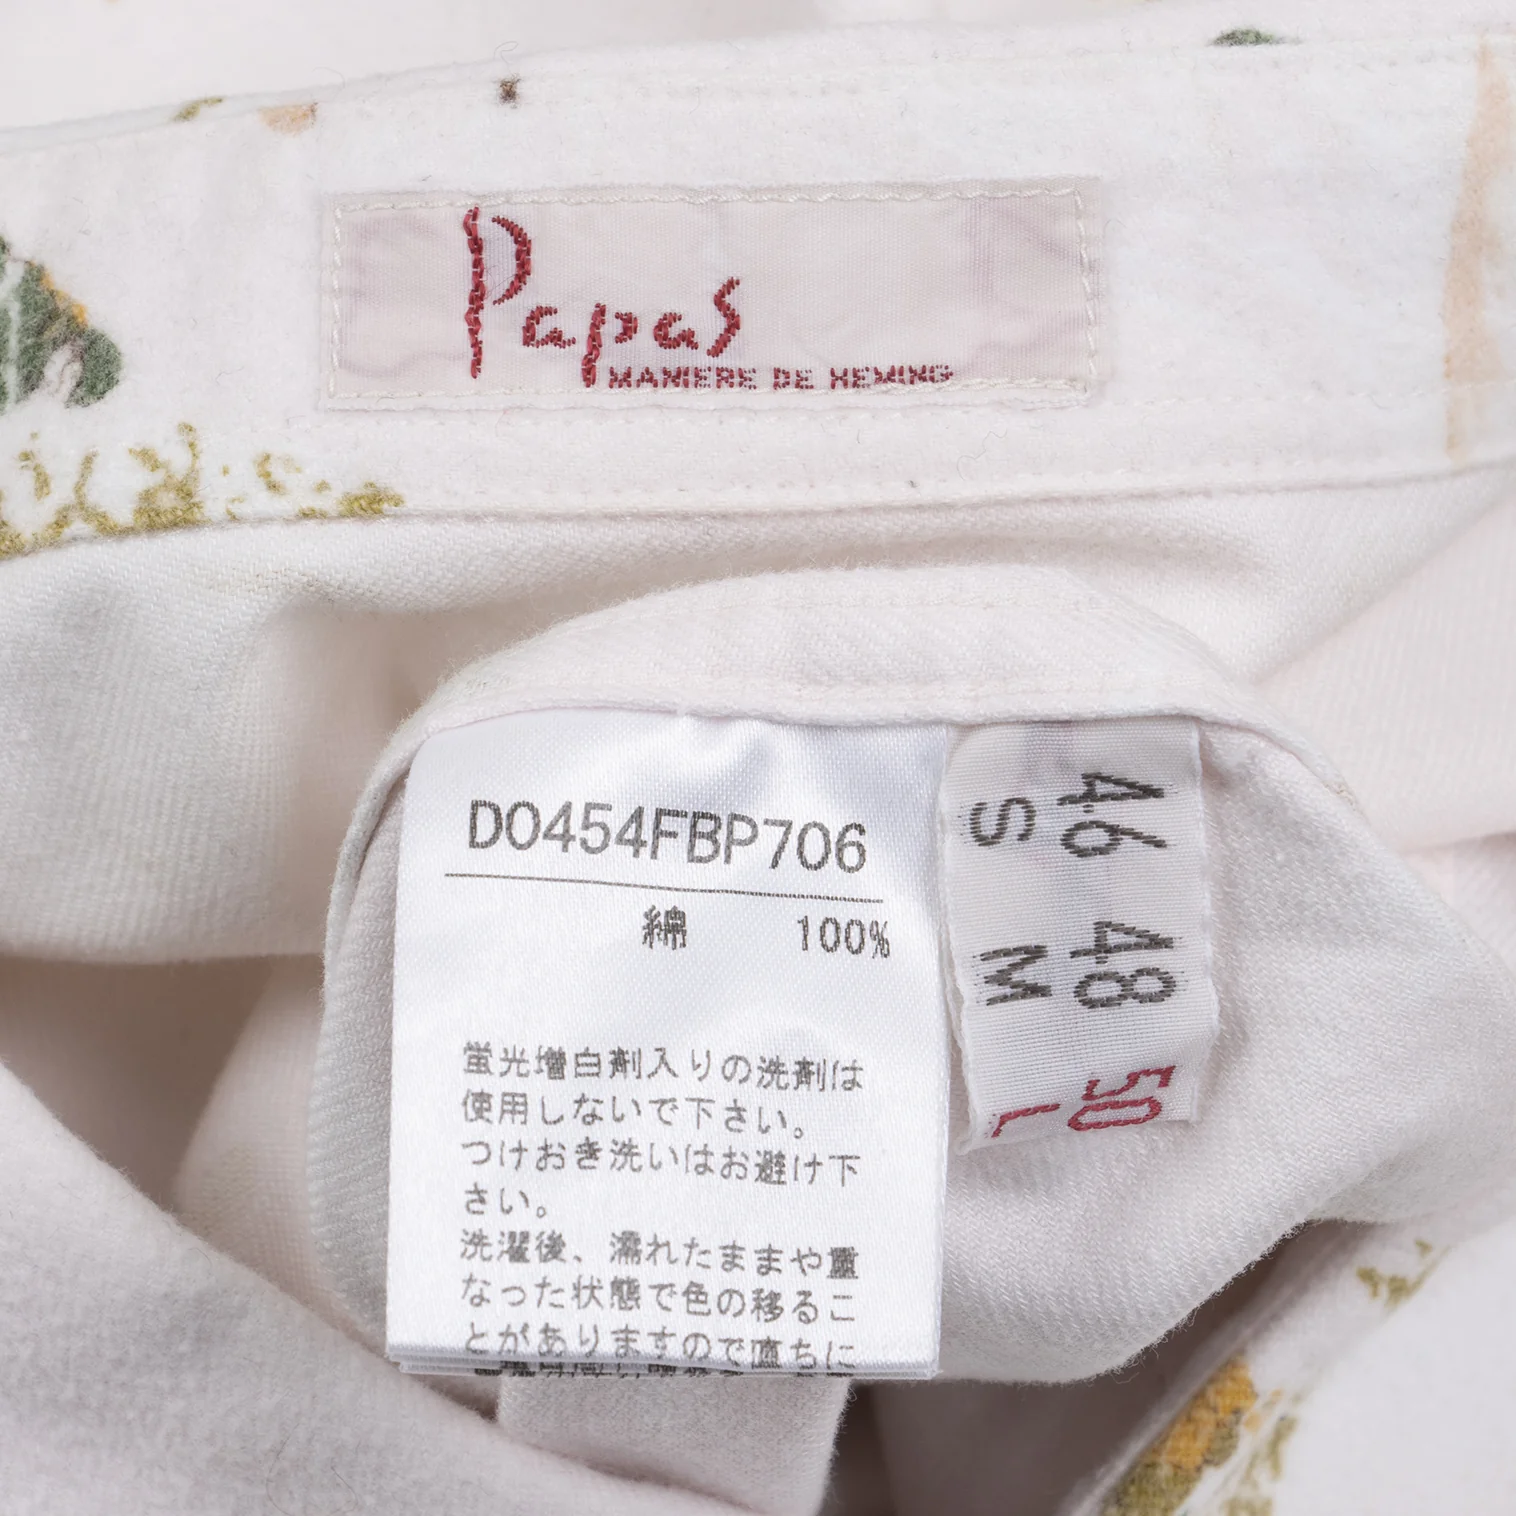 Papas
MANIERE DE HEMING
DO454FBP706
綿 100%
蛍光増白剤入りの洗剤は
使用しないで下さい。
つけおき洗いはお避け下
さい。
洗濯後、濡れたままや重
なった状態で色の移るこ
とがありますので直ちに
46 48 50
S M L